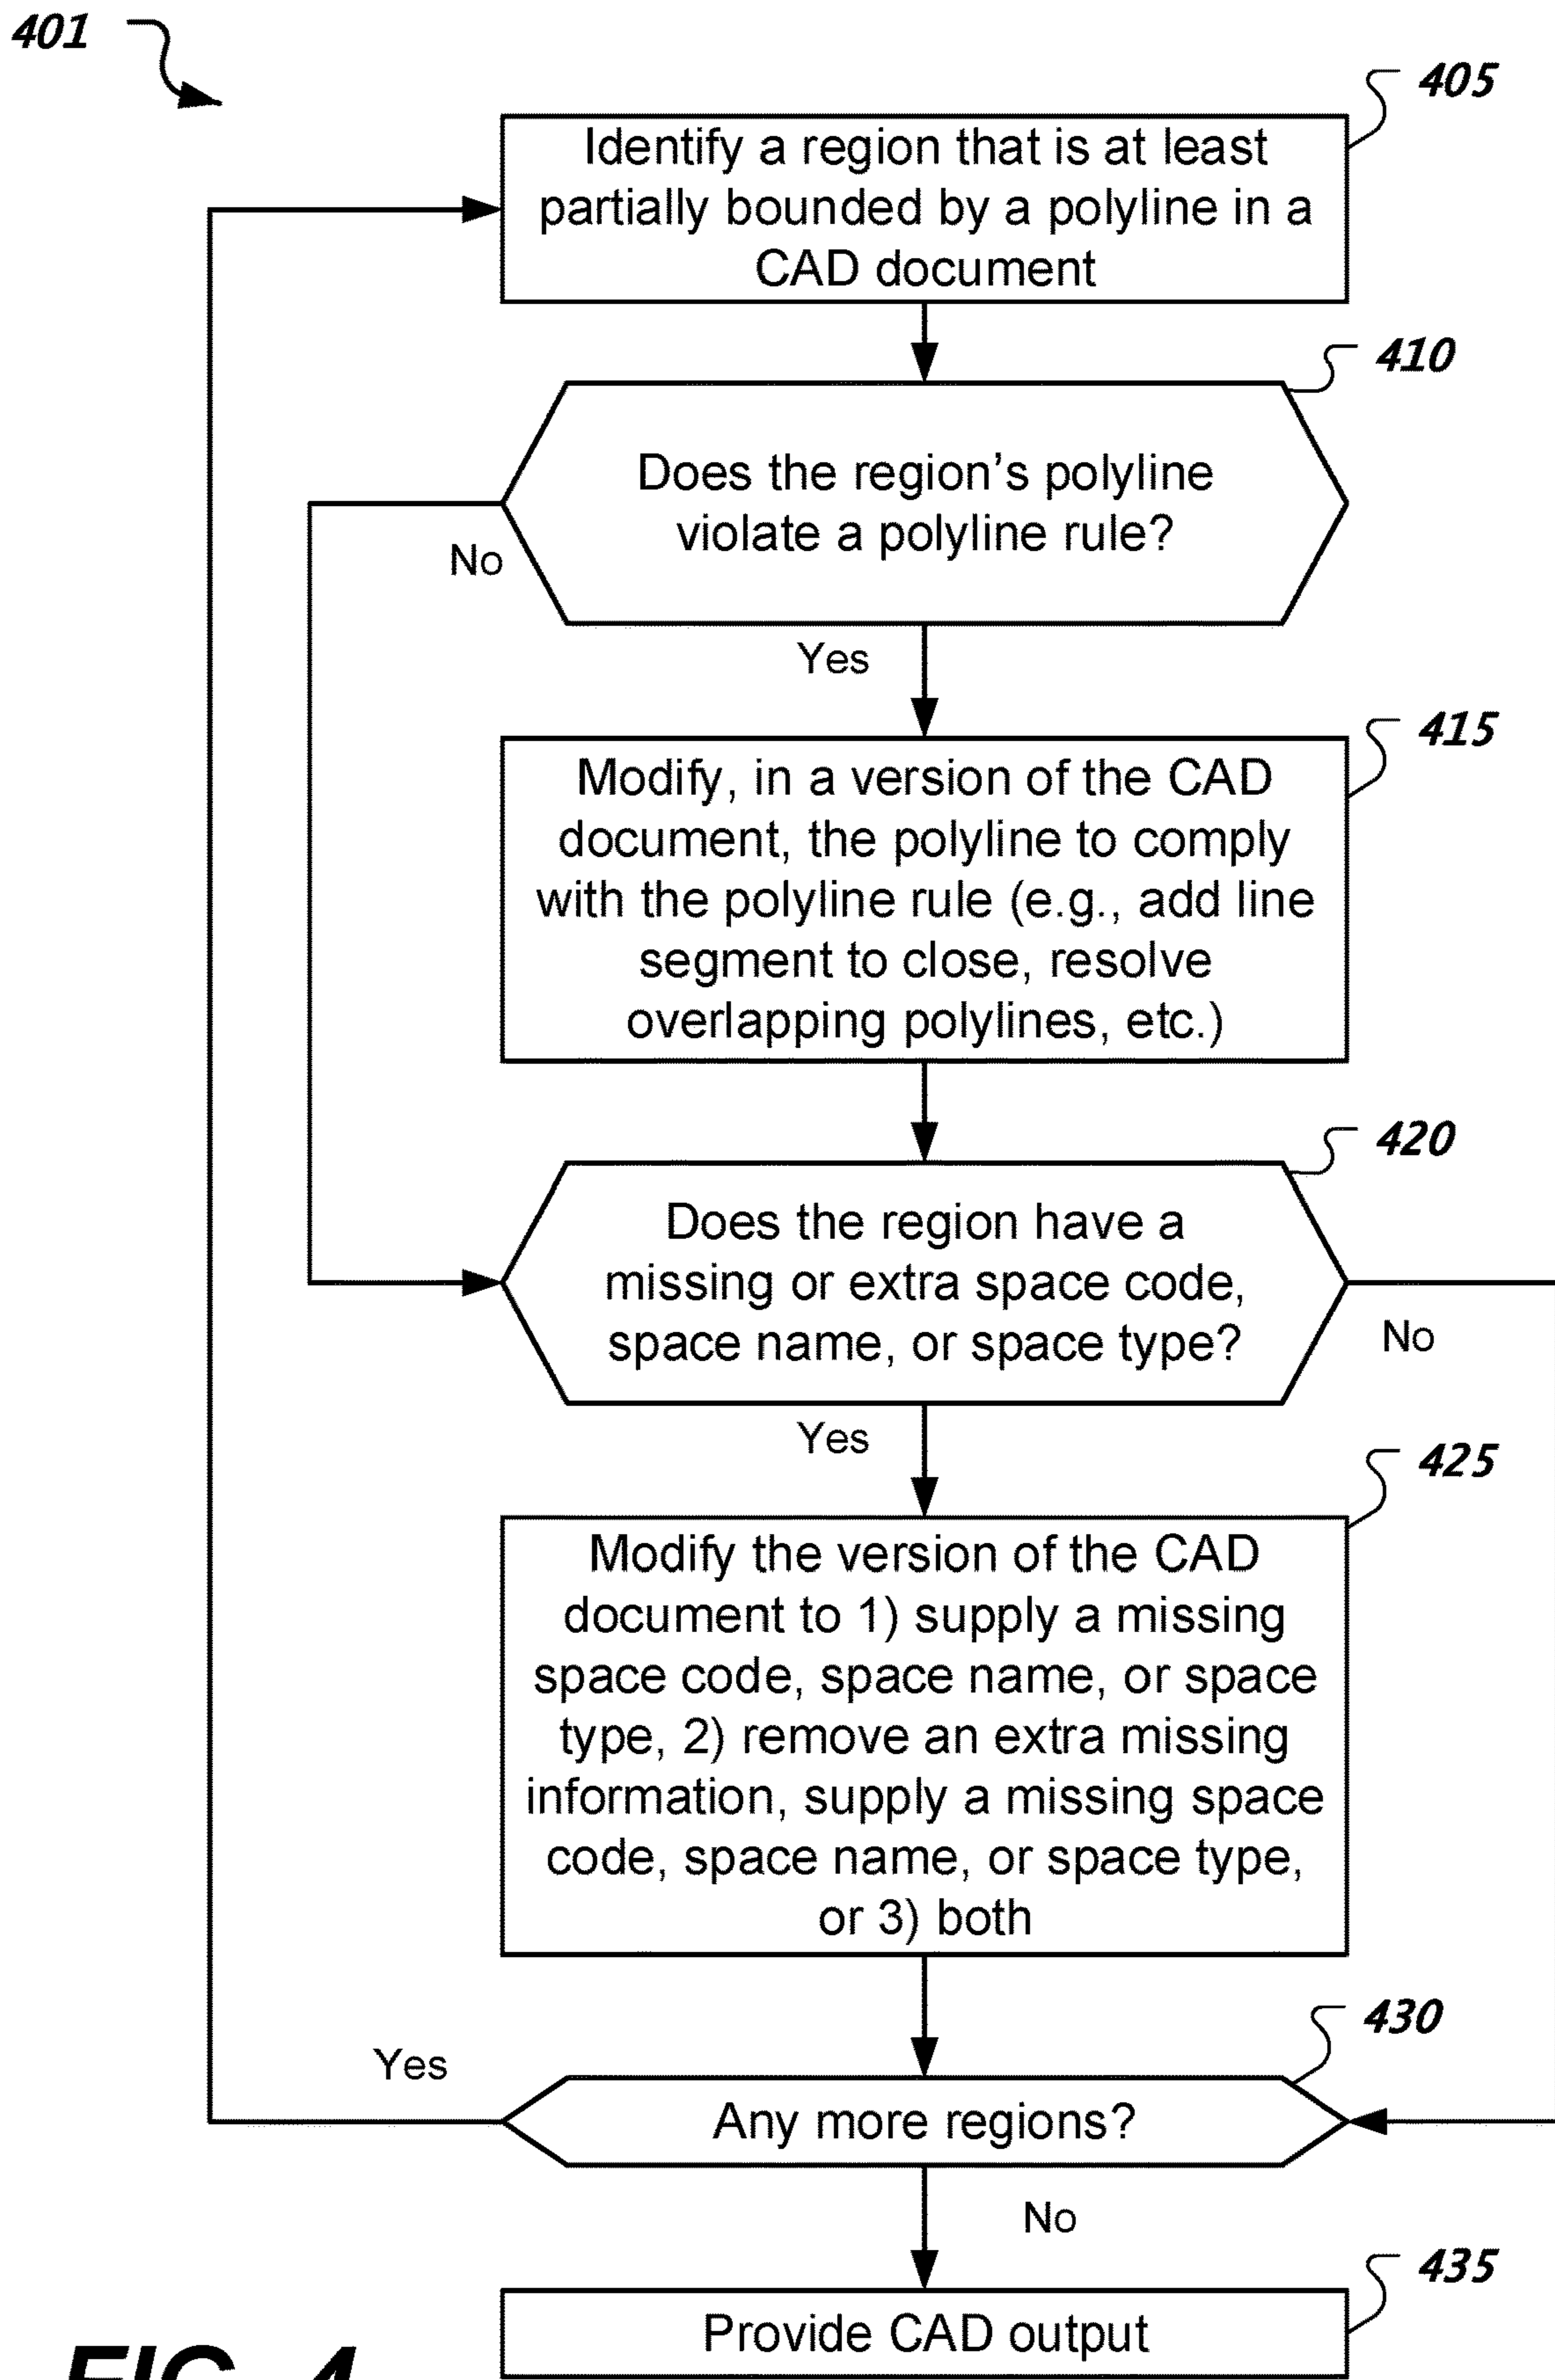 401
405
Identify a region that is at least
partially bounded by a polyline in a
CAD document
410
Does the region's polyline
violate a polyline rule?
No
Yes
415
Modify, in a version of the CAD
document, the polyline to comply
with the polyline rule (e.g., add line
segment to close, resolve
overlapping polylines, etc.)
420
Does the region have a
missing or extra space code,
space name, or space type?
No
Yes
425
Modify the version of the CAD
document to 1) supply a missing
space code, space name, or space
type, 2) remove an extra missing
information, supply a missing space
code, space name, or space type,
or 3) both
430
Yes
Any more regions?
No
435
Provide CAD output
FIG. 4